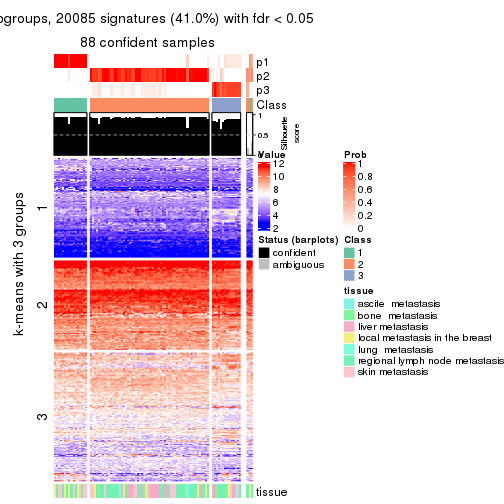 ogroups, 20085 signatures (41.0%) with fdr < 0.05
88 confident samples
p1
p2
p3
Class
1
0.5
0
Silhouette
score
k-means with 3 groups
1
2
3
tissue
Value
12
10
8
6
4
2
Prob
1
0.8
0.6
0.4
0.2
0
Status (barplots)
confident
ambiguous
Class
1
2
3
tissue
ascite metastasis
bone metastasis
liver metastasis
local metastasis in the breast
lung metastasis
regional lymph node metastasis
skin metastasis